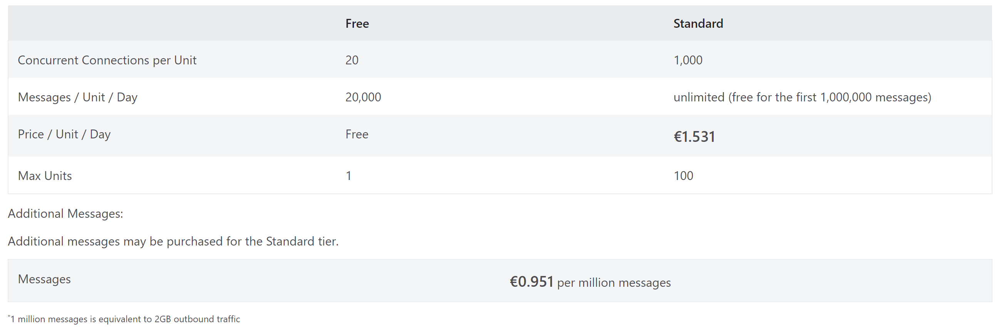 Free Standard
Concurrent Connections per Unit 20 1,000
Messages / Unit / Day 20,000 unlimited (free for the first 1,000,000 messages)
Price / Unit / Day Free €1.531
Max Units 1 100
Additional Messages:
Additional messages may be purchased for the Standard tier.
Messages €0.951 per million messages
*1 million messages is equivalent to 2GB outbound traffic